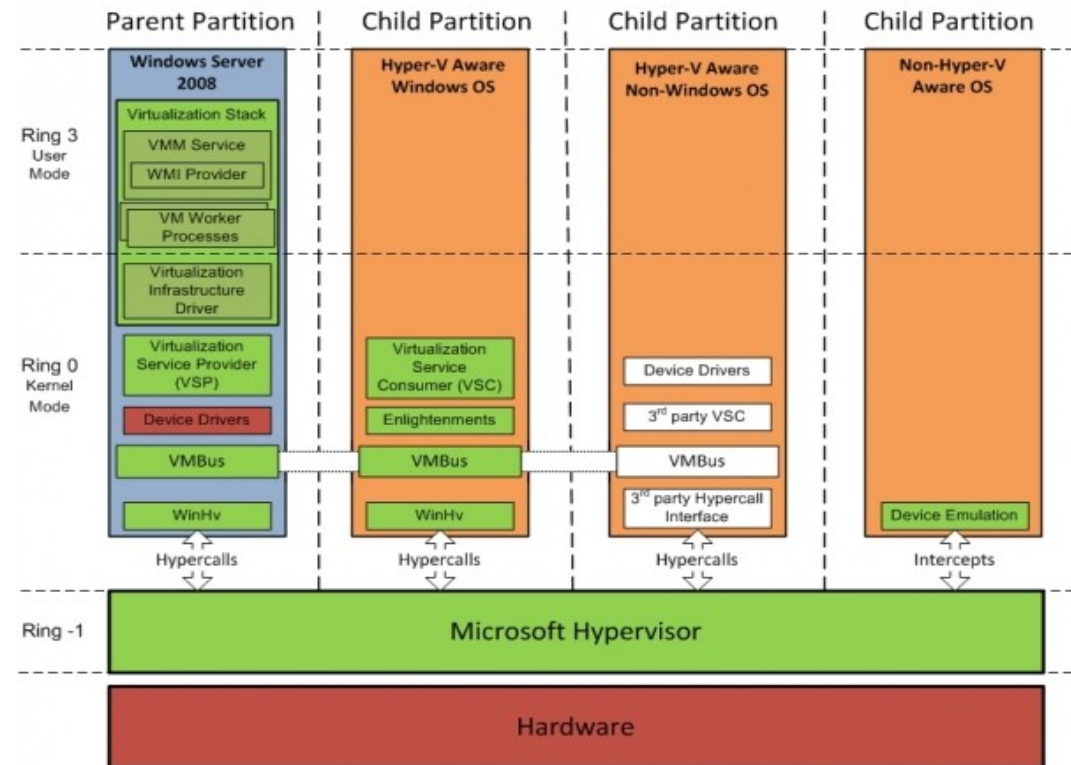 Parent Partition
Child Partition
Child Partition
Child Partition
Ring 3
User
Mode
Ring 0
Kernel
Mode
Ring -1
Windows Server
2008
Virtualization Stack
VMM Service
WMI Provider
VM Worker
Processes
Virtualization
Infrastructure
Driver
Virtualization
Service Provider
(VSP)
Device Drivers
VMBus
WinHv
Hypercalls
Hyper-V Aware
Windows OS
Virtualization
Service
Consumer (VSC)
Enlightenments
VMBus
WinHv
Hypercalls
Hyper-V Aware
Non-Windows OS
Device Drivers
3rd party VSC
VMBus
3rd party Hypercall
Interface
Hypercalls
Non-Hyper-V
Aware OS
Device Emulation
Intercepts
Microsoft Hypervisor
Hardware